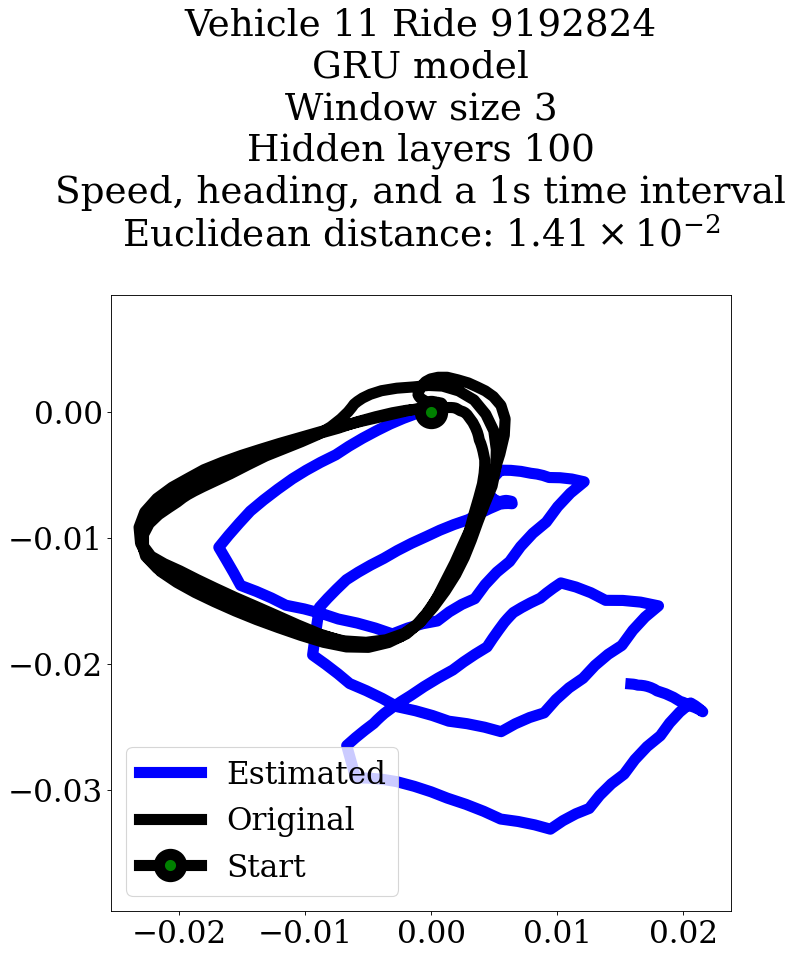 Vehicle 11 Ride 9192824
GRU model
Window size 3
Hidden layers 100
Speed, heading, and a 1s time interval
Euclidean distance: 1.41 × 10⁻²
0.00
−0.01
−0.02
−0.03
Estimated
Original
Start
−0.02 −0.01 0.00 0.01 0.02